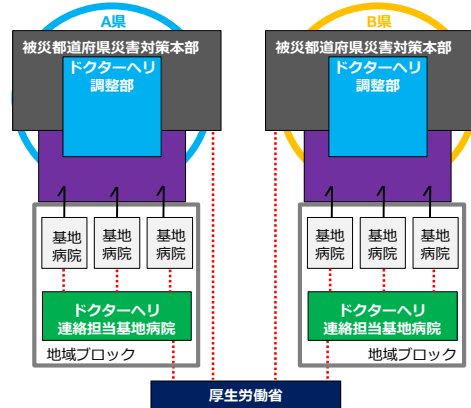 A県
被災都道府県災害対策本部
ドクターヘリ
調整部
基地
病院
基地
病院
基地
病院
ドクターヘリ
連絡担当基地病院
地域ブロック
B県
被災都道府県災害対策本部
ドクターヘリ
調整部
基地
病院
基地
病院
基地
病院
ドクターヘリ
連絡担当基地病院
地域ブロック
厚生労働省